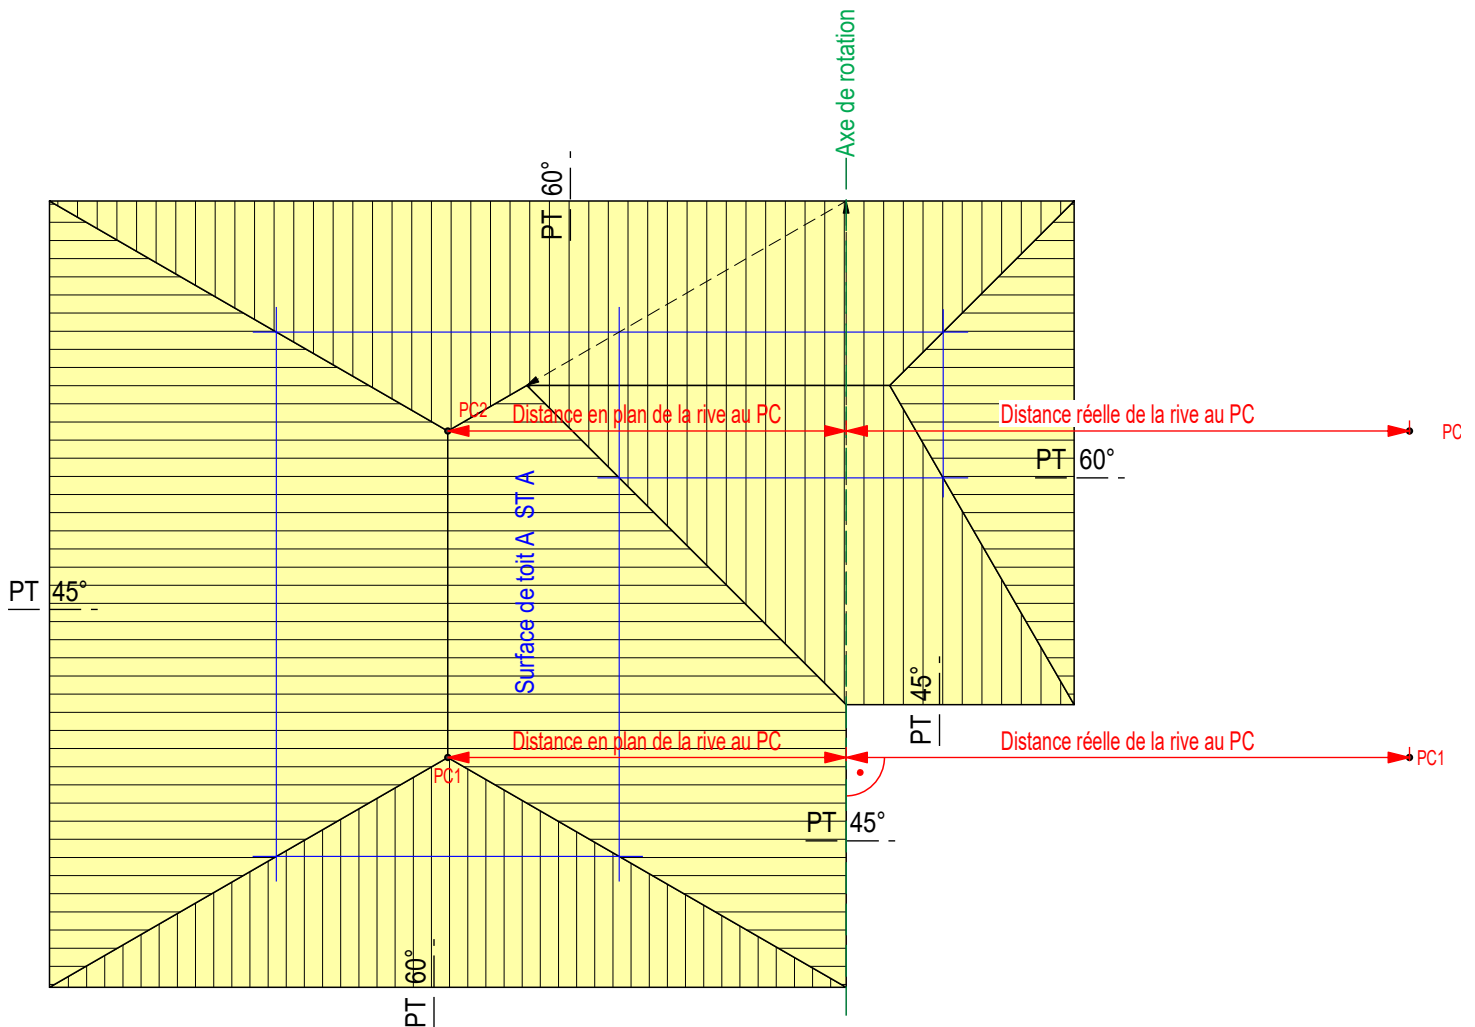 Axe de rotation
PT 60°
PC2
Distance en plan de la rive au PC
Distance réelle de la rive au PC
PC
PT 60°
Surface de toit A ST A
PT 45°
PT 45°
Distance en plan de la rive au PC
Distance réelle de la rive au PC
PC1
PC1
PT 45°
PT 60°